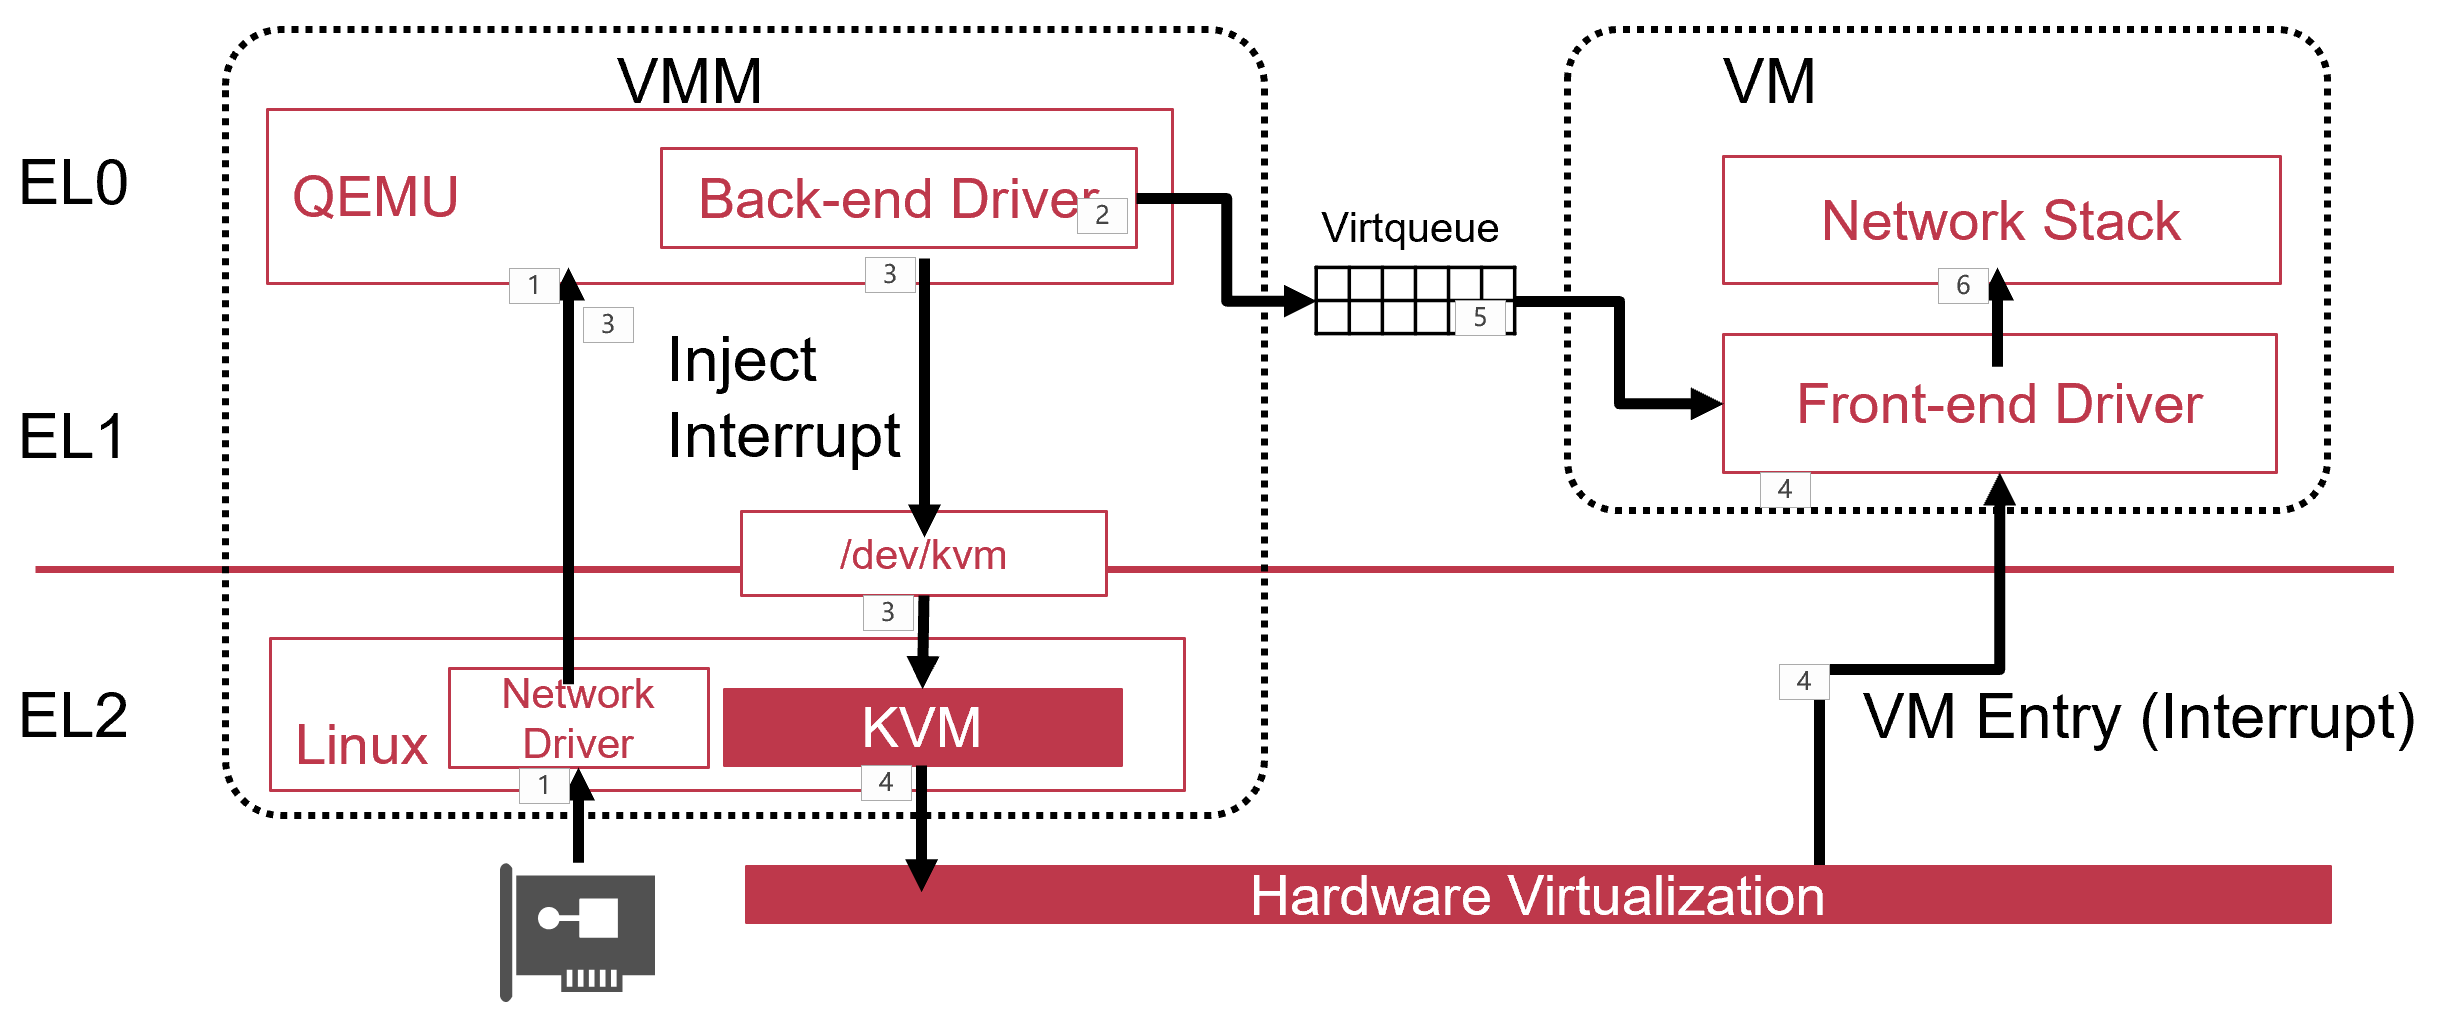 VMM
VM
EL0
QEMU
Back-end Driver
2
Virtqueue
Network Stack
1
3
3
6
5
Inject
Interrupt
EL1
Front-end Driver
4
/dev/kvm
3
EL2
Linux
Network
Driver
KVM
4
VM Entry (Interrupt)
1
4
Hardware Virtualization